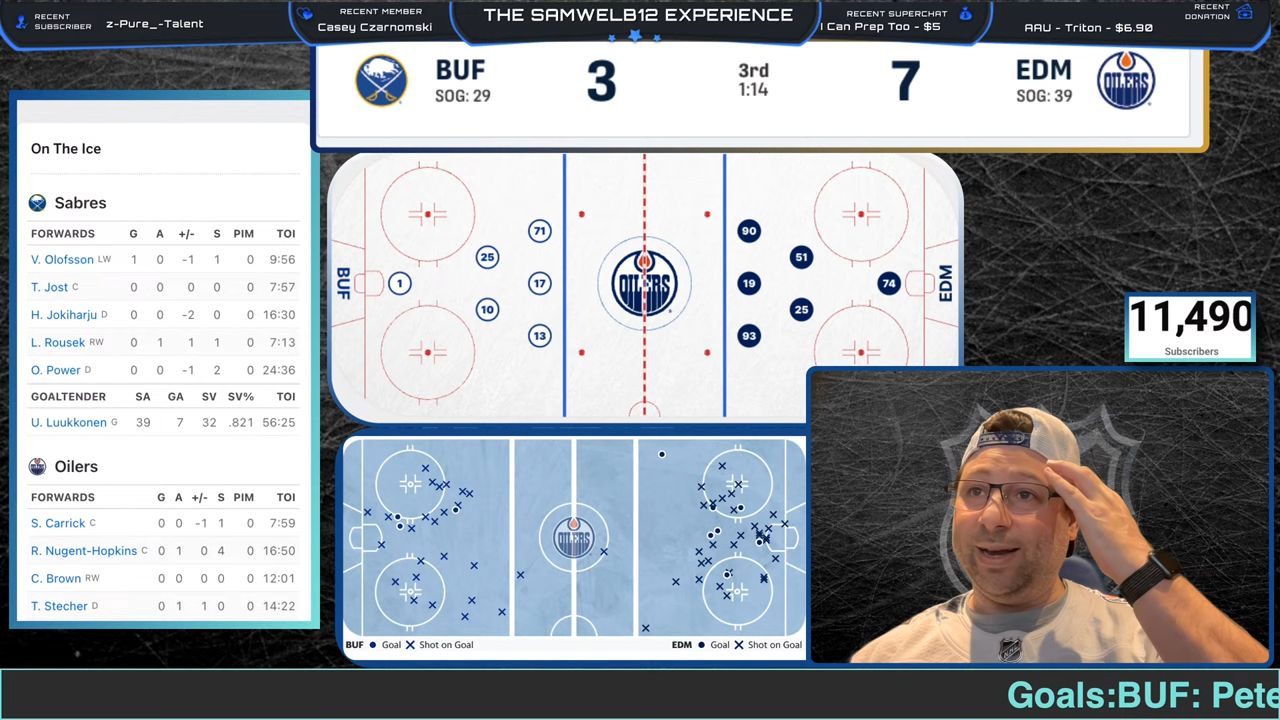 RECENT SUBSCRIBER
z-Pure_-Talent
RECENT MEMBER
Casey Czarnomski
THE SAMWELB12 EXPERIENCE
RECENT SUPERCHAT
I Can Prep Too - $5
RECENT DONATION
AAU - Triton - $6.90
BUF
SOG: 29
3
3rd
1:14
7
EDM
SOG: 39
OILERS
On The Ice
Sabres
FORWARDS G A +/- S PIM TOI
V. Olofsson LW 1 0 -1 1 0 9:56
T. Jost C 0 0 0 0 0 7:57
H. Jokiharju D 0 0 -2 0 0 16:30
L. Rousek RW 0 1 1 1 0 7:13
O. Power D 0 0 -1 2 0 24:36
GOALTENDER SA GA SV SV% TOI
U. Luukkonen G 39 7 32 .821 56:25
Oilers
FORWARDS G A +/- S PIM TOI
S. Carrick C 0 0 -1 1 0 7:59
R. Nugent-Hopkins C 0 1 0 4 0 16:50
C. Brown RW 0 0 0 0 0 12:01
T. Stecher D 0 1 1 0 0 14:22
BUF
1
25
10
71
17
13
OILERS
90
19
93
51
25
74
EDM
11,490
Subscribers
OILERS
BUF Goal Shot on Goal
EDM Goal Shot on Goal
NHL
Goals:BUF: Pete